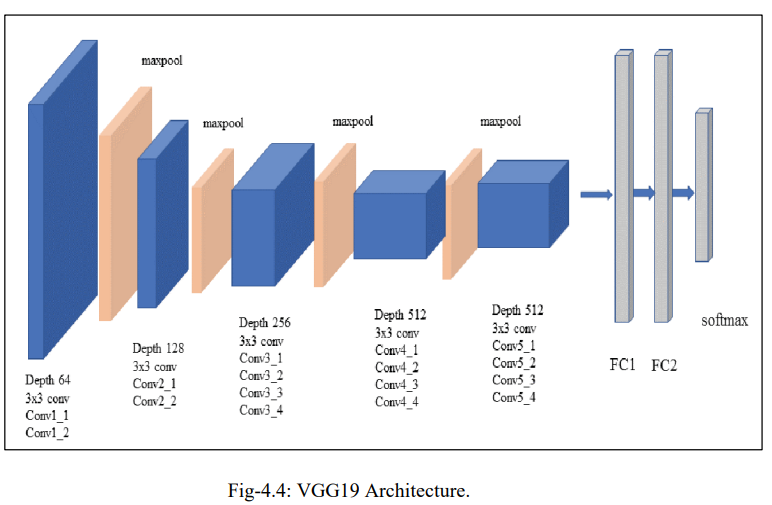 maxpool
maxpool
maxpool
maxpool
Depth 64
3x3 conv
Conv1_1
Conv1_2
Depth 128
3x3 conv
Conv2_1
Conv2_2
Depth 256
3x3 conv
Conv3_1
Conv3_2
Conv3_3
Conv3_4
Depth 512
3x3 conv
Conv4_1
Conv4_2
Conv4_3
Conv4_4
Depth 512
3x3 conv
Conv5_1
Conv5_2
Conv5_3
Conv5_4
FC1
FC2
softmax
Fig-4.4: VGG19 Architecture.